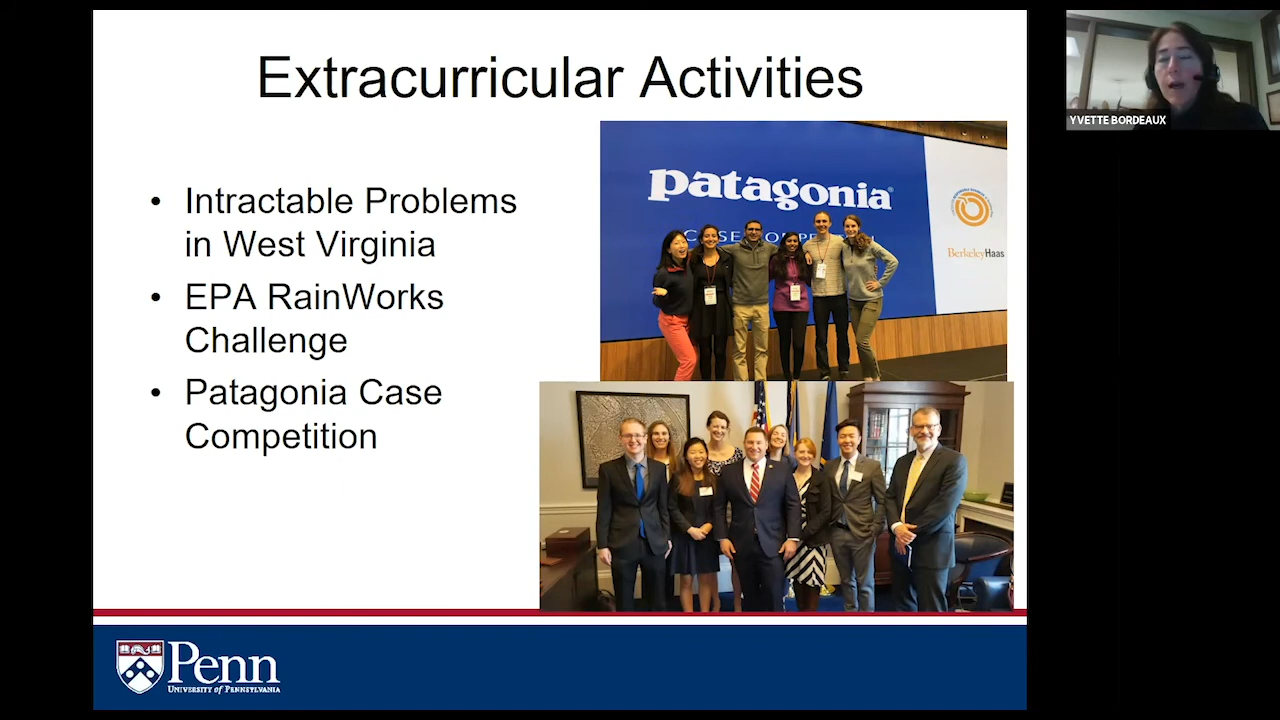 Extracurricular Activities
YVETTE BORDEAUX
• Intractable Problems
in West Virginia
• EPA RainWorks
Challenge
• Patagonia Case
Competition
patagonia®
BerkeleyHaas
Penn
UNIVERSITY of PENNSYLVANIA